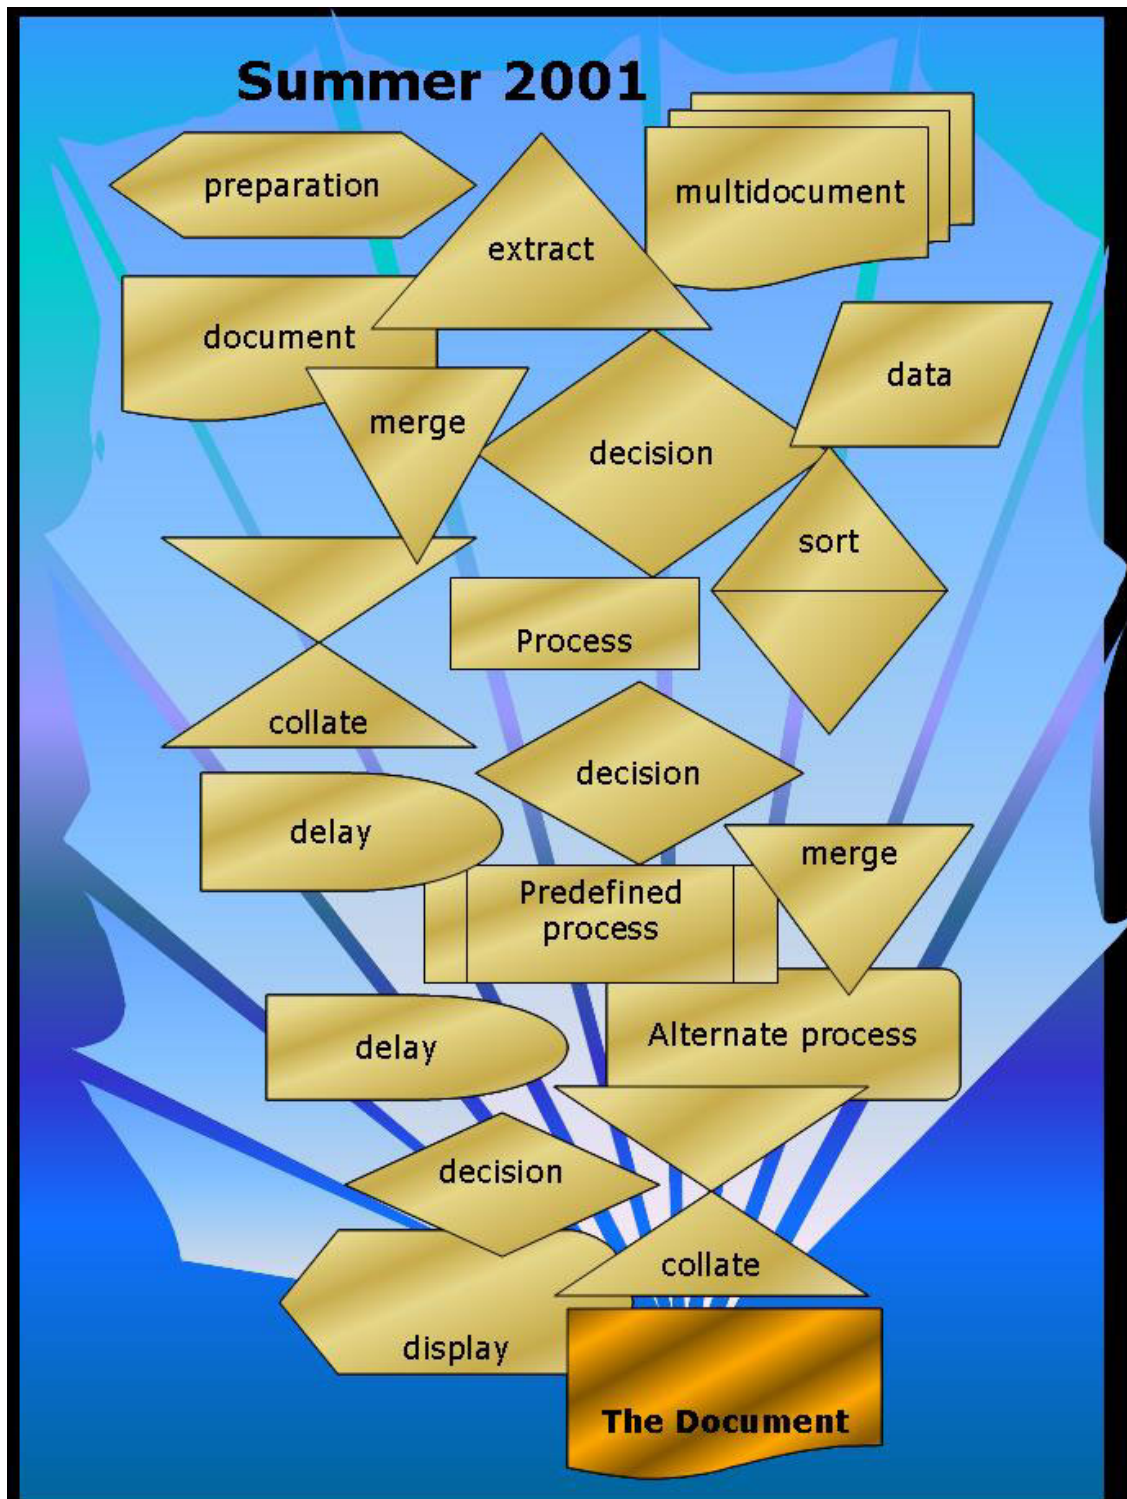 Summer 2001
preparation
extract
multidocument
document
data
merge
decision
sort
Process
collate
decision
delay
merge
Predefined
process
delay
Alternate process
decision
collate
display
The Document